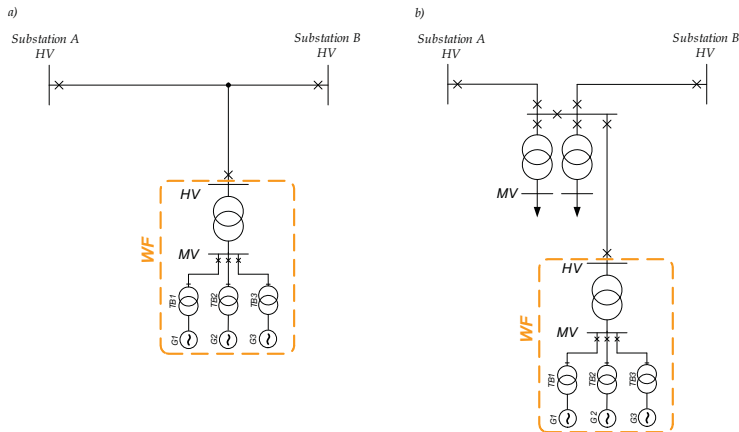 a)
Substation A
HV
Substation B
HV
HV
WF
MV
TB1
TB2
TB3
G1
G2
G3
b)
Substation A
HV
Substation B
HV
MV
HV
WF
MV
TB1
TB2
TB3
G1
G2
G3